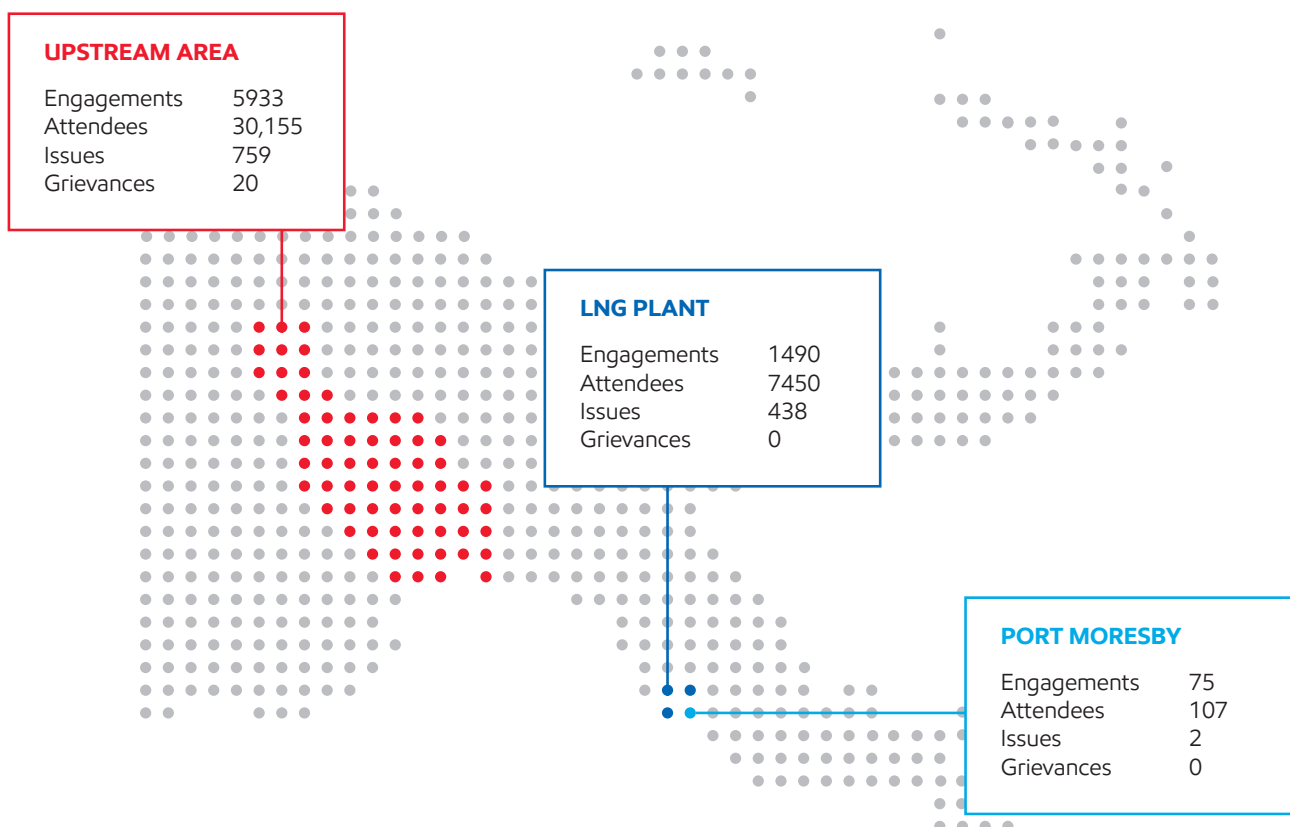 UPSTREAM AREA
Engagements 5933
Attendees 30,155
Issues 759
Grievances 20
LNG PLANT
Engagements 1490
Attendees 7450
Issues 438
Grievances 0
PORT MORESBY
Engagements 75
Attendees 107
Issues 2
Grievances 0